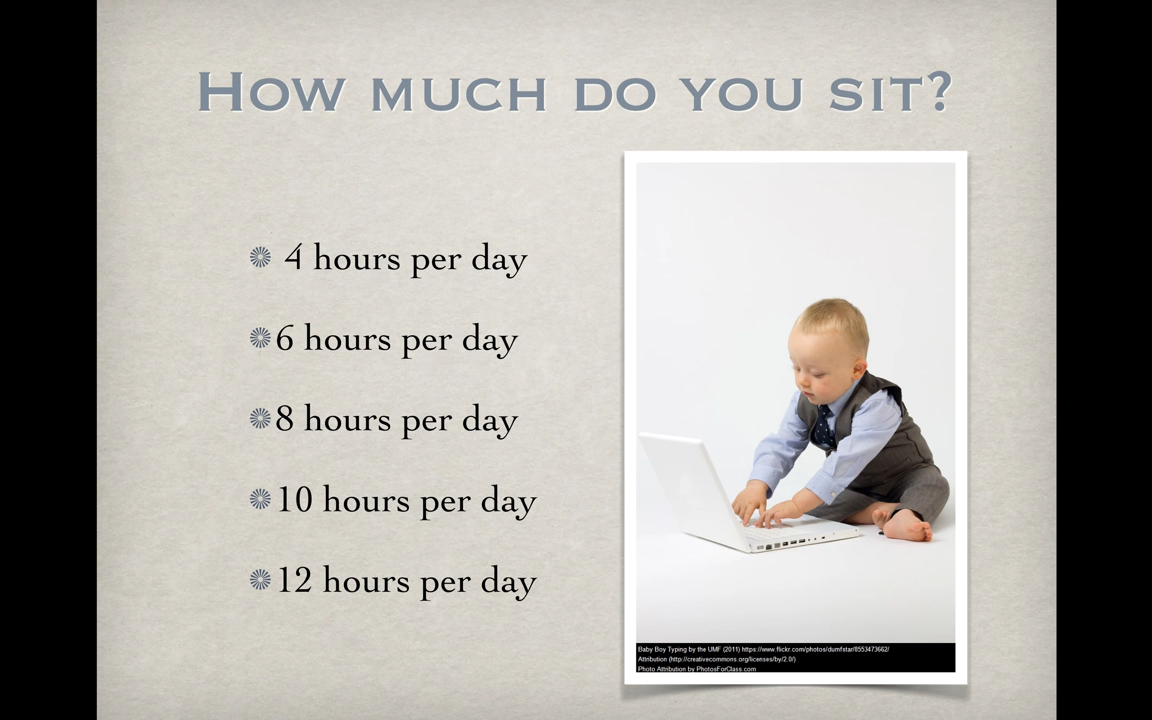 How much do you sit?
4 hours per day
6 hours per day
8 hours per day
10 hours per day
12 hours per day
Baby Boy Typing by the UMF (2011) https://www.flickr.com/photos/dumfstar/8553473662/
Attribution (http://creativecommons.org/licenses/by/2.0/)
Photo Attribution by PhotosForClass.com